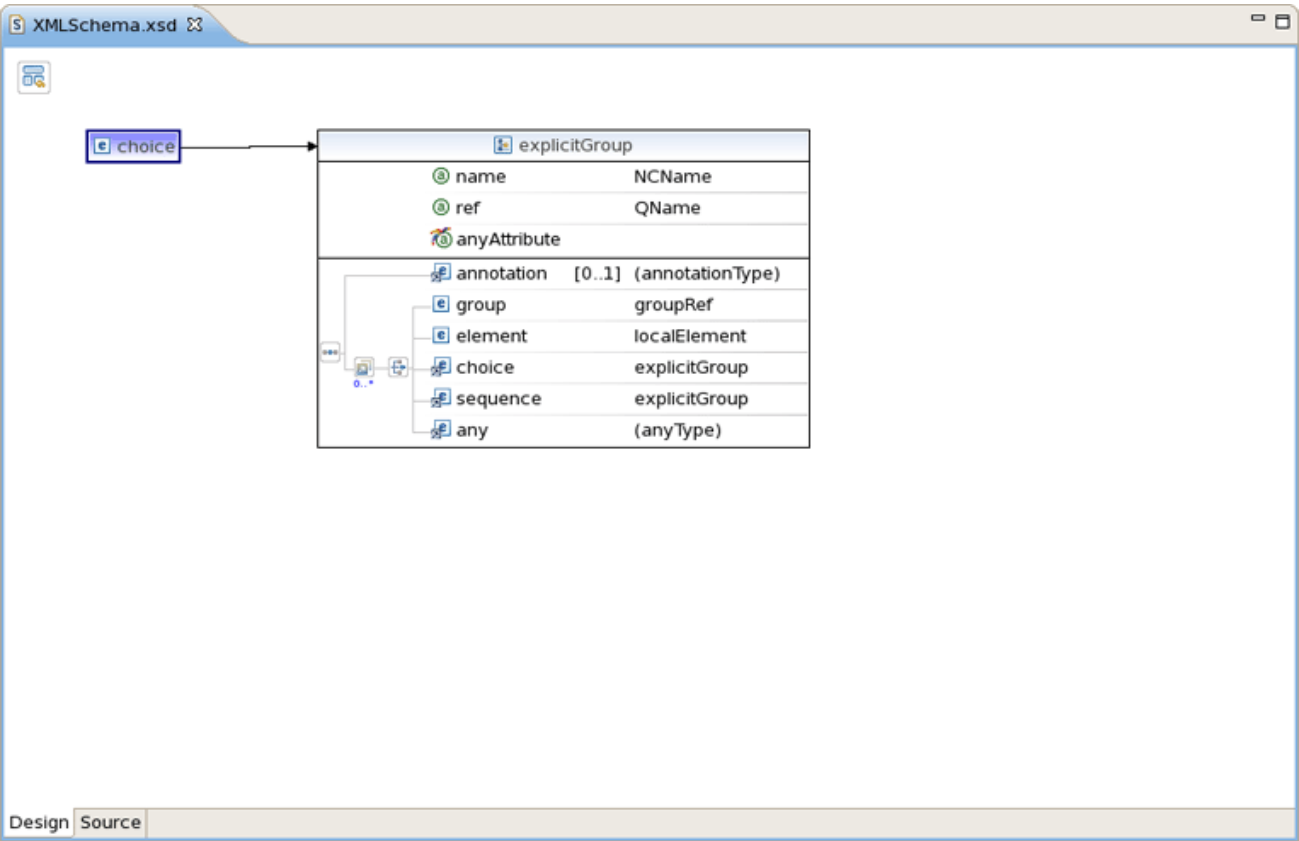 XMLSchema.xsd
choice
explicitGroup
name NCName
ref QName
anyAttribute
annotation [0..1] (annotationType)
group groupRef
element localElement
choice explicitGroup
0..*
sequence explicitGroup
any (anyType)
Design Source